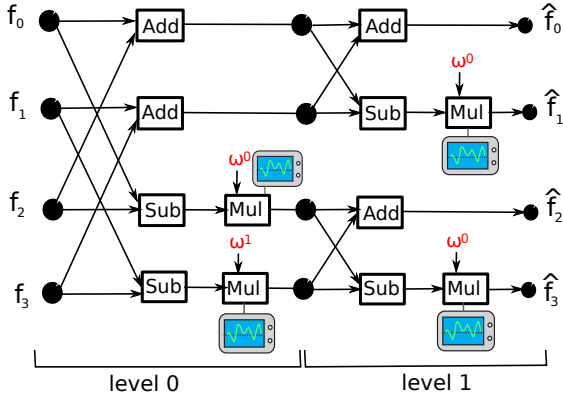 f₀ Add Add f̂₀
ω⁰
f₁ Add Sub Mul f̂₁
ω⁰
f₂ Sub Mul Add f̂₂
ω¹ ω⁰
f₃ Sub Mul Sub Mul f̂₃
level 0 level 1